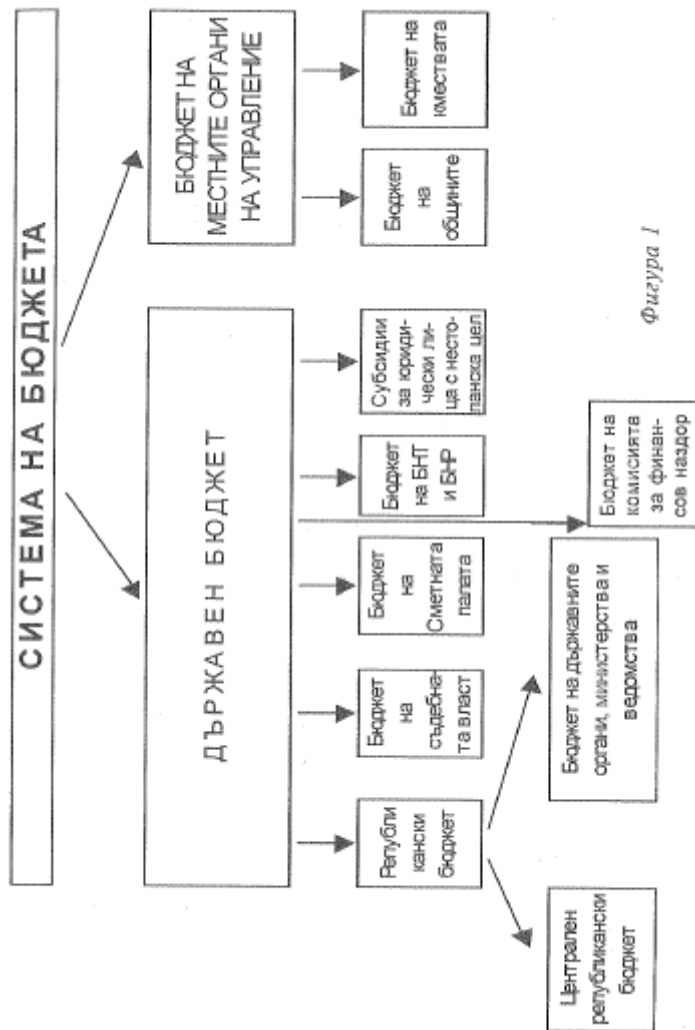 СИСТЕМА НА БЮДЖЕТА
ДЪРЖАВЕН БЮДЖЕТ
БЮДЖЕТ НА
МЕСТНИТЕ ОРГАНИ
НА УПРАВЛЕНИЕ
Републи
кански
бюджет
Бюджет
на
съдебна-
та власт
Бюджет
на
Сметната
палата
Бюджет
на БНТ
и БНР
Субсидии
за юриди-
чески ли-
ца с несто-
панска цел
Бюджет
на
общините
Бюджет на
кметствата
Централен
републикански
бюджет
Бюджет на държавните
органи, министерства и
ведомства
Бюджет на
комисията
за финан-
сов наздор
Фигура 1